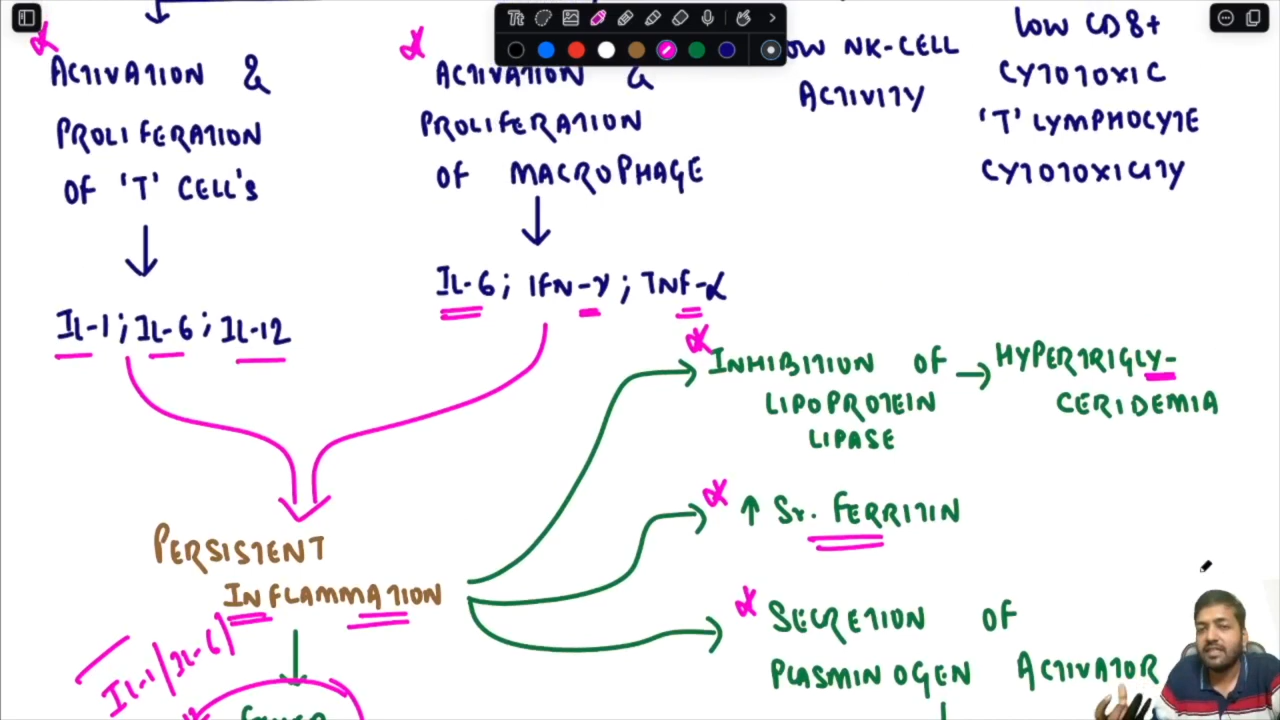 ACTIVATION &
PROLIFERATION
OF 'T' CELL'S
IL-1; IL-6; IL-12
ACTIVATION &
PROLIFERATION
OF MACROPHAGE
IL-6; IFN-γ; TNF-α
NK-CELL
ACTIVITY
LOW CD8+
CYTOTOXIC
'T' LYMPHOCYTE
CYTOTOXICITY
PERSISTENT
INFLAMMATION
IL-1/IL-6
INHIBITION OF
LIPOPROTEIN
LIPASE
→ HYPERTRIGLY-
CERIDEMIA
↑ Sr. FERRITIN
SECRETION OF
PLASMINOGEN ACTIVATOR